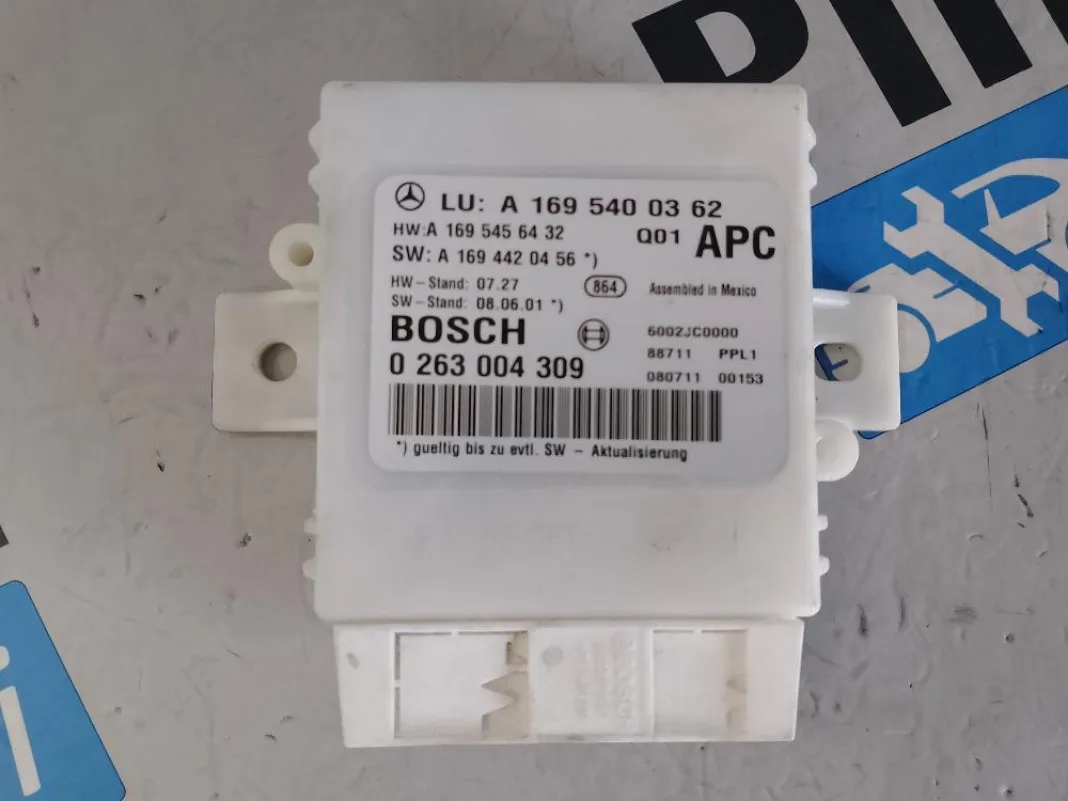 LU: A 169 540 03 62
HW:A 169 545 64 32
Q01 APC
SW: A 169 442 04 56 *)
HW-Stand: 07.27
864
Assembled in Mexico
SW-Stand: 08.06.01 *)
BOSCH
6002JC0000
0 263 004 309
88711 PPL1
080711 00153
*) gueltig bis zu evtl. SW - Aktualisierung